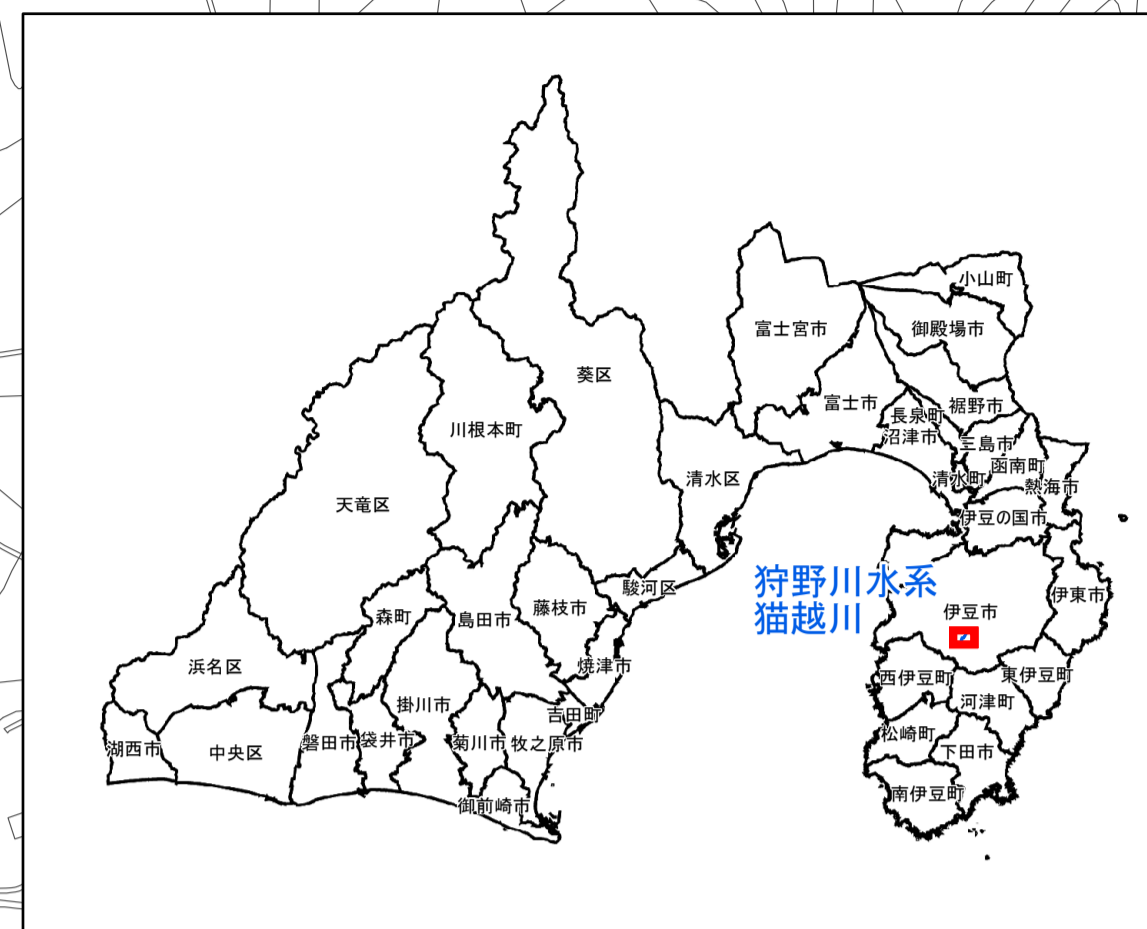 小山町
富士宮市
御殿場市
葵区
富士市
裾野市
長泉町
川根本町
沼津市
三島市
函南町
清水区
清水町
熱海市
天竜区
伊豆の国市
狩野川水系
猫越川
駿河区
伊東市
藤枝市
伊豆市
森町
島田市
浜名区
焼津市
西伊豆町
東伊豆町
掛川市
河津町
吉田町
湖西市
中央区
磐田市
袋井市
菊川市
牧之原市
松崎町
下田市
御前崎市
南伊豆町